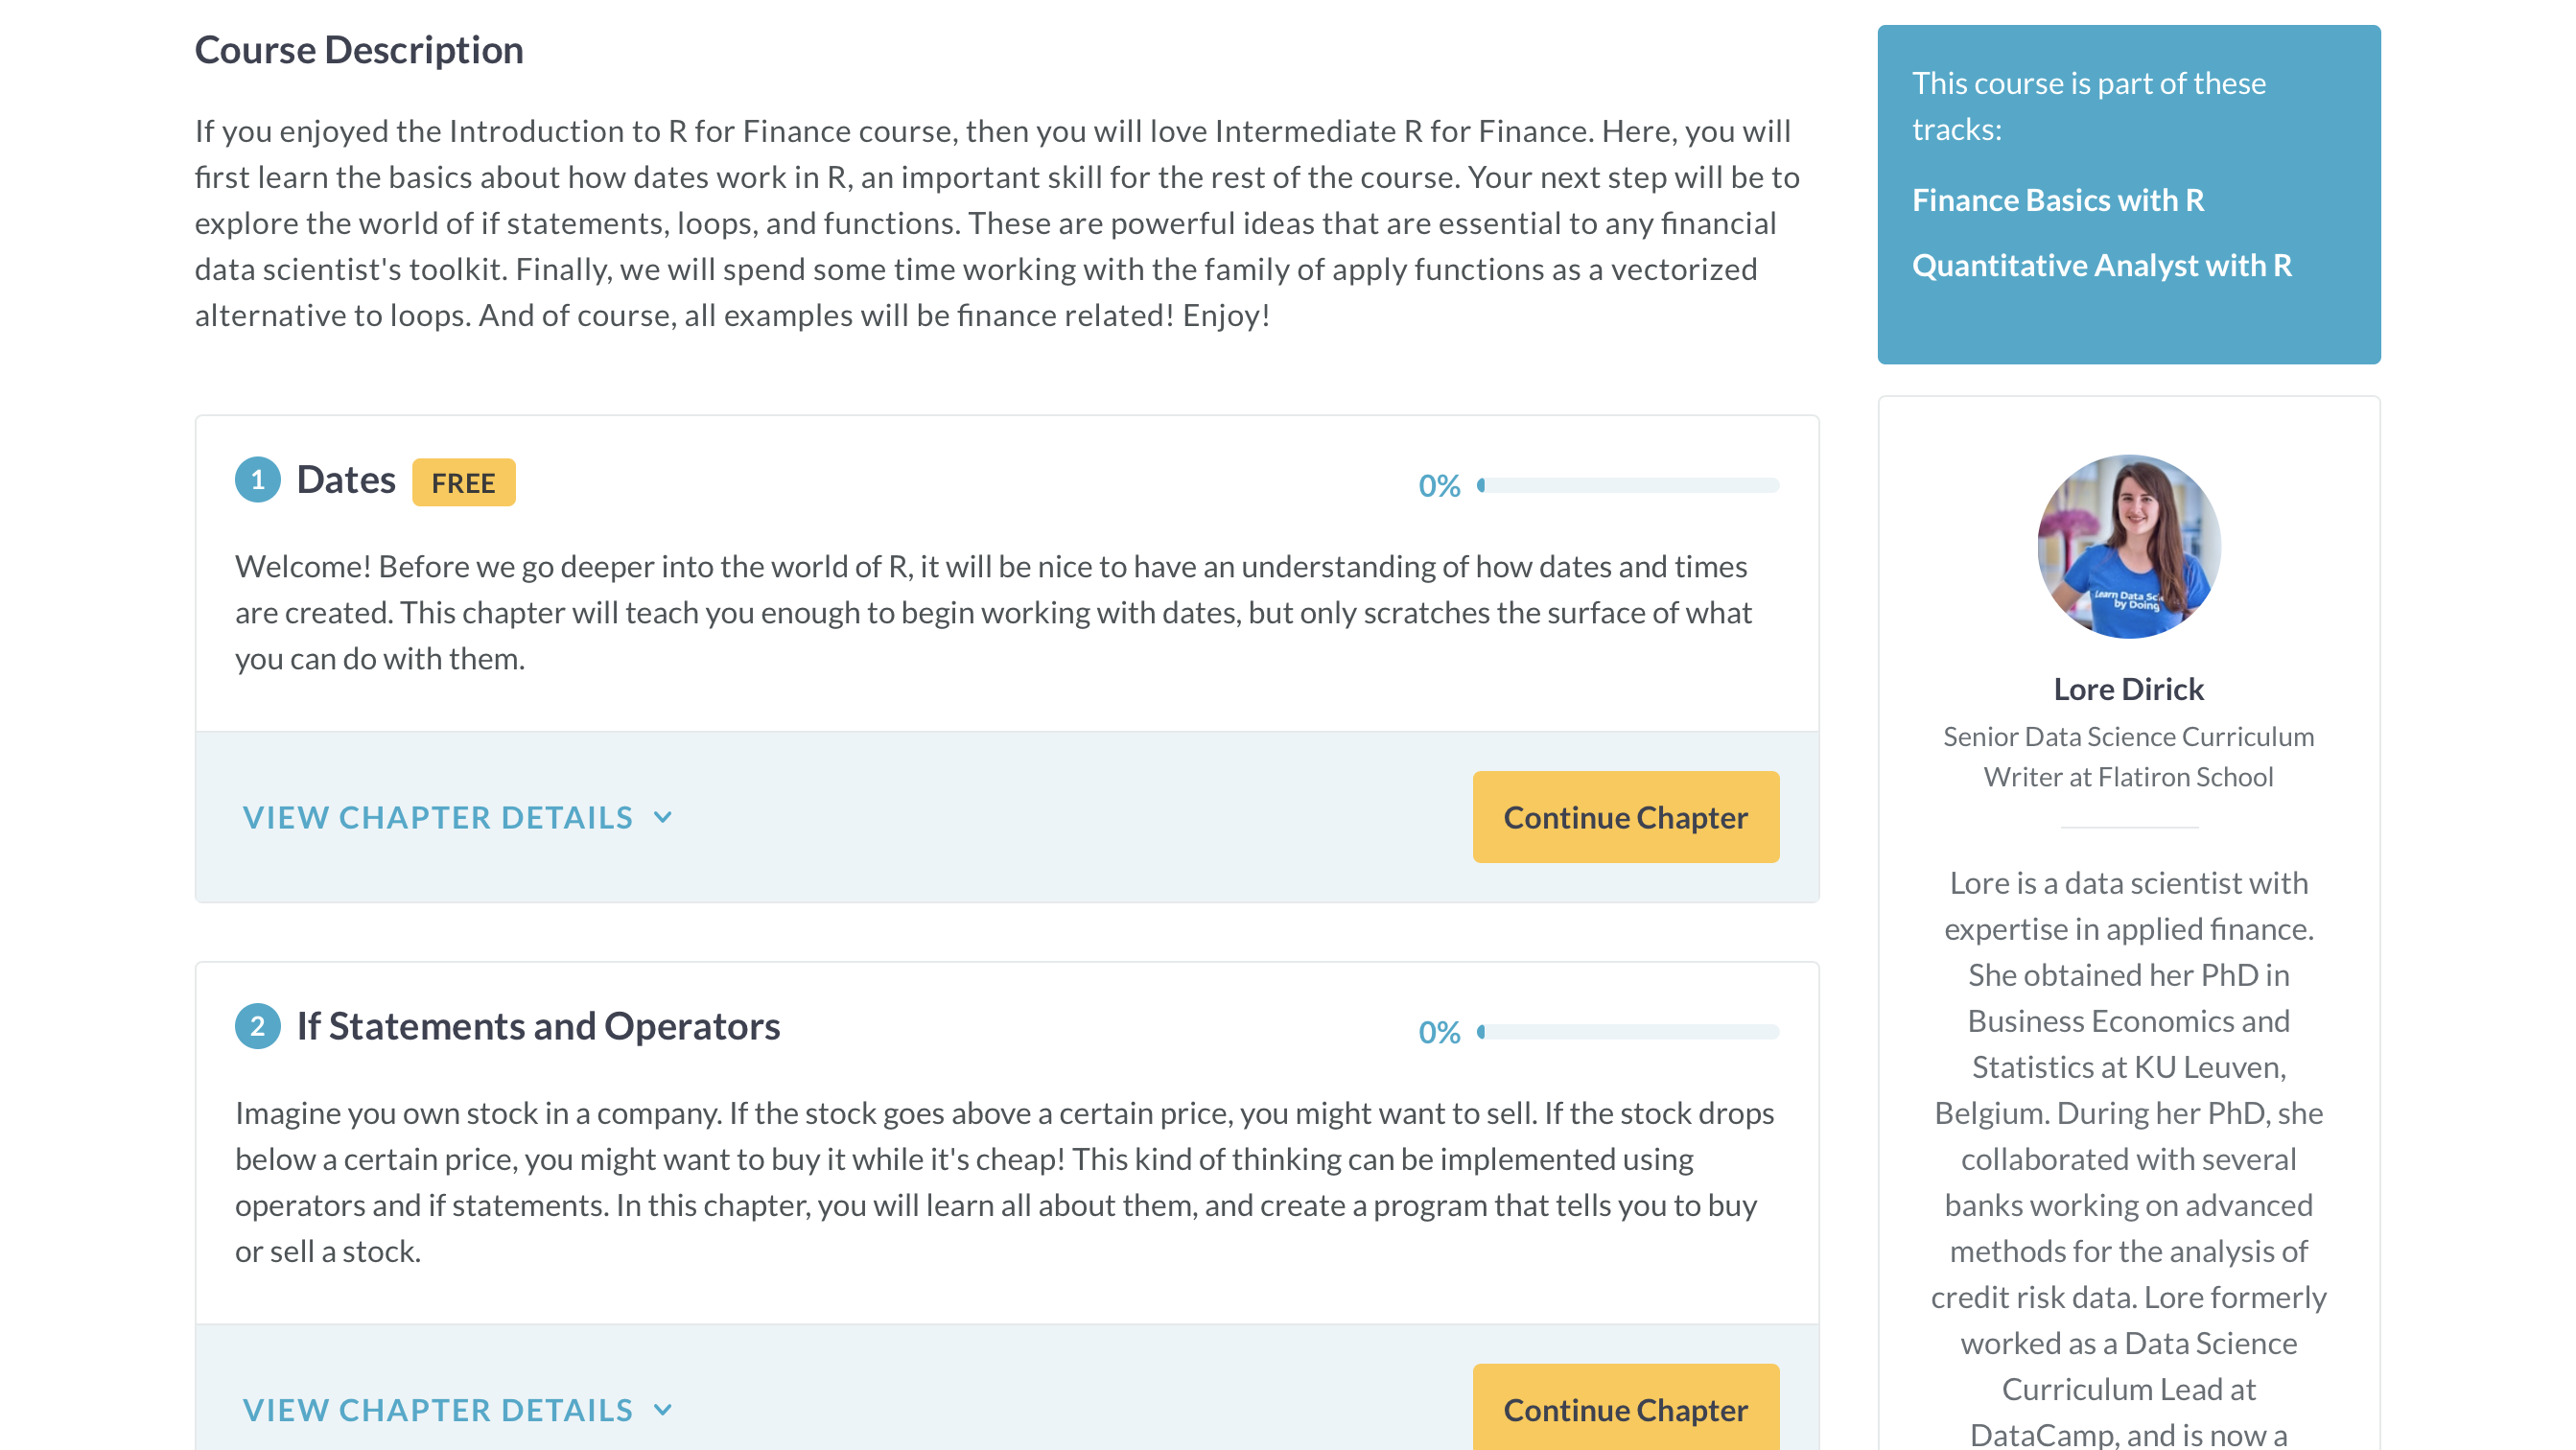 Course Description
If you enjoyed the Introduction to R for Finance course, then you will love Intermediate R for Finance. Here, you will
first learn the basics about how dates work in R, an important skill for the rest of the course. Your next step will be to
explore the world of if statements, loops, and functions. These are powerful ideas that are essential to any financial
data scientist's toolkit. Finally, we will spend some time working with the family of apply functions as a vectorized
alternative to loops. And of course, all examples will be finance related! Enjoy!
1 Dates FREE
0%
Welcome! Before we go deeper into the world of R, it will be nice to have an understanding of how dates and times
are created. This chapter will teach you enough to begin working with dates, but only scratches the surface of what
you can do with them.
VIEW CHAPTER DETAILS
Continue Chapter
2 If Statements and Operators
0%
Imagine you own stock in a company. If the stock goes above a certain price, you might want to sell. If the stock drops
below a certain price, you might want to buy it while it's cheap! This kind of thinking can be implemented using
operators and if statements. In this chapter, you will learn all about them, and create a program that tells you to buy
or sell a stock.
VIEW CHAPTER DETAILS
Continue Chapter
This course is part of these
tracks:
Finance Basics with R
Quantitative Analyst with R
Learn Data
by Doing
Lore Dirick
Senior Data Science Curriculum
Writer at Flatiron School
Lore is a data scientist with
expertise in applied finance.
She obtained her PhD in
Business Economics and
Statistics at KU Leuven,
Belgium. During her PhD, she
collaborated with several
banks working on advanced
methods for the analysis of
credit risk data. Lore formerly
worked as a Data Science
Curriculum Lead at
DataCamp, and is now a